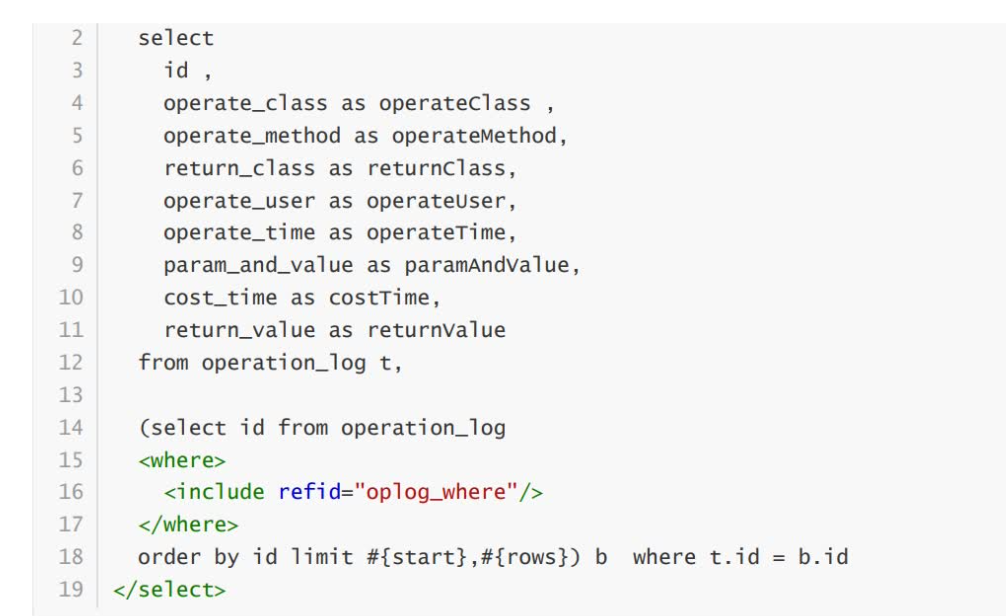 2 select
3 id ,
4 operate_class as operateClass ,
5 operate_method as operateMethod,
6 return_class as returnClass,
7 operate_user as operateUser,
8 operate_time as operateTime,
9 param_and_value as paramAndValue,
10 cost_time as costTime,
11 return_value as returnValue
12 from operation_log t,
13
14 (select id from operation_log
15 <where>
16 <include refid="oplog_where"/>
17 </where>
18 order by id limit #{start},#{rows}) b  where t.id = b.id
19 </select>